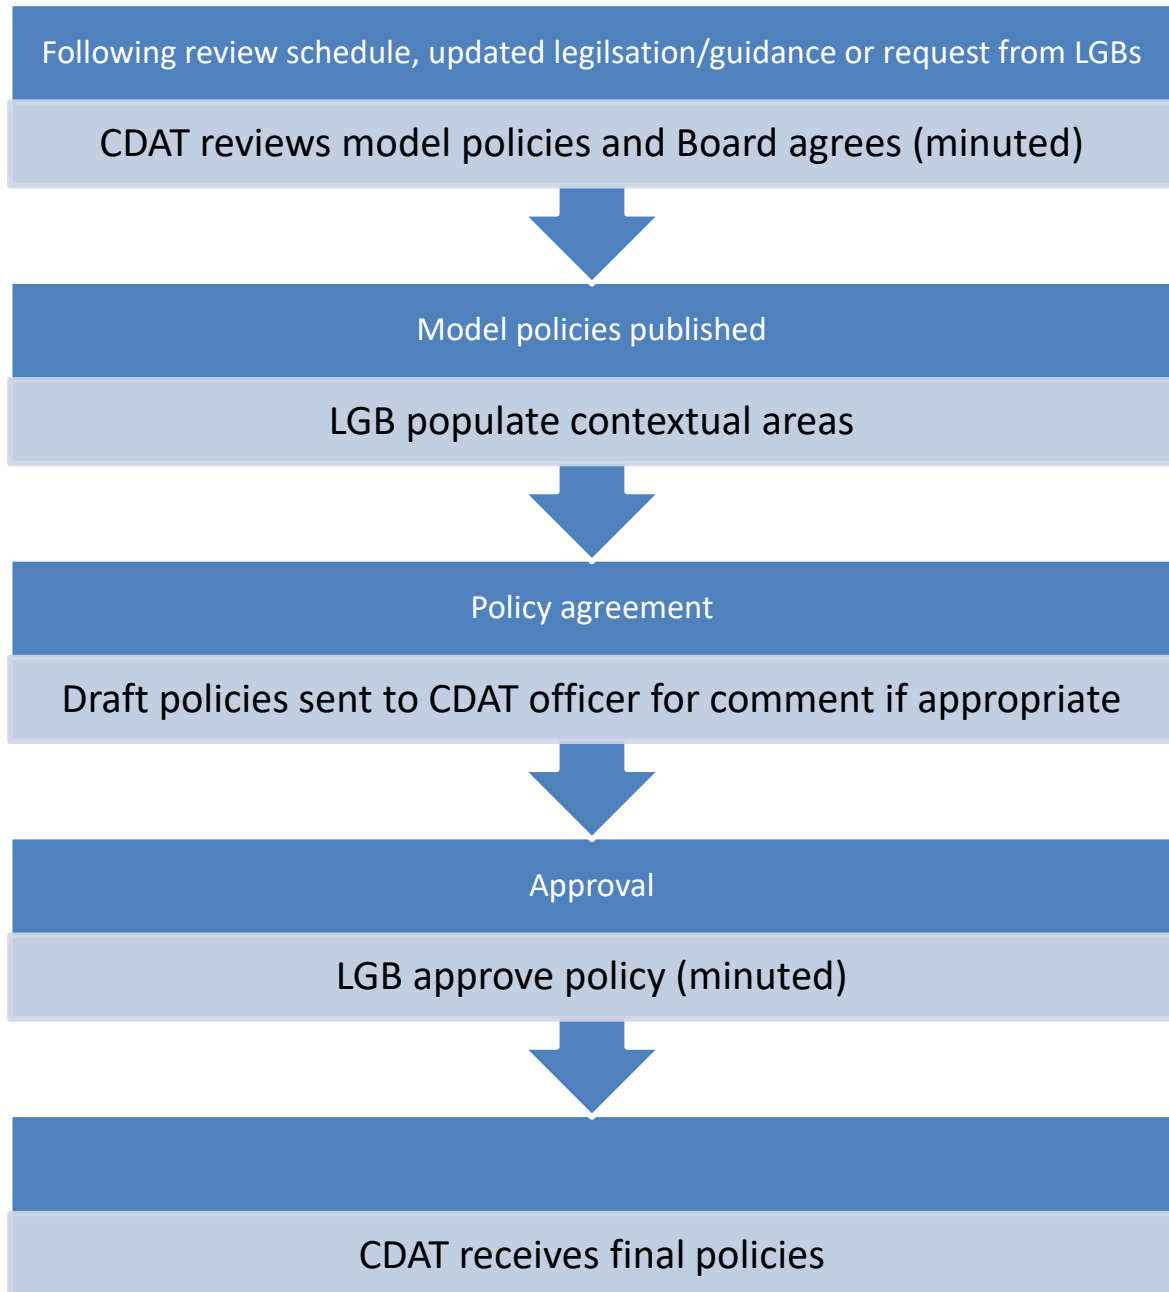 Following review schedule, updated legilsation/guidance or request from LGBs
CDAT reviews model policies and Board agrees (minuted)
Model policies published
LGB populate contextual areas
Policy agreement
Draft policies sent to CDAT officer for comment if appropriate
Approval
LGB approve policy (minuted)
CDAT receives final policies